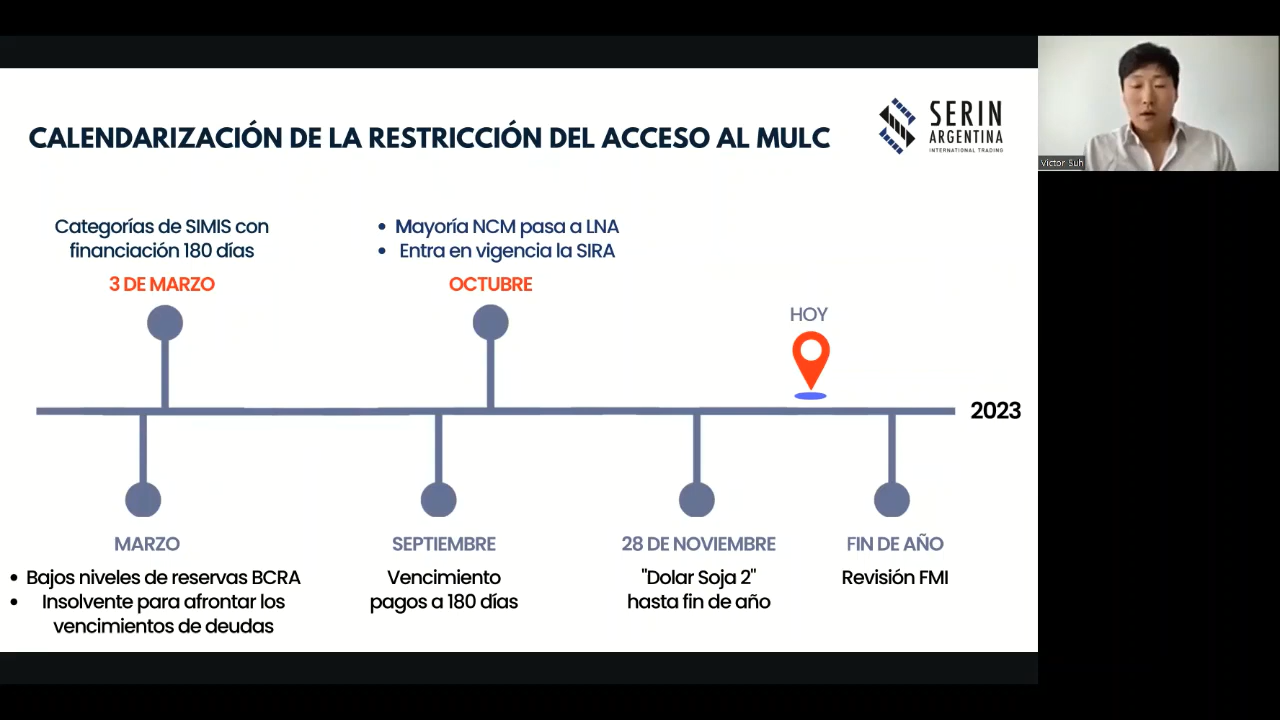 CALENDARIZACIÓN DE LA RESTRICCIÓN DEL ACCESO AL MULC
SERIN
ARGENTINA
INTERNATIONAL TRADING
Victor Suh
Categorías de SIMIS con
financiación 180 días
3 DE MARZO
• Mayoría NCM pasa a LNA
• Entra en vigencia la SIRA
OCTUBRE
HOY
2023
MARZO
• Bajos niveles de reservas BCRA
• Insolvente para afrontar los
vencimientos de deudas
SEPTIEMBRE
Vencimiento
pagos a 180 días
28 DE NOVIEMBRE
"Dolar Soja 2"
hasta fin de año
FIN DE AÑO
Revisión FMI